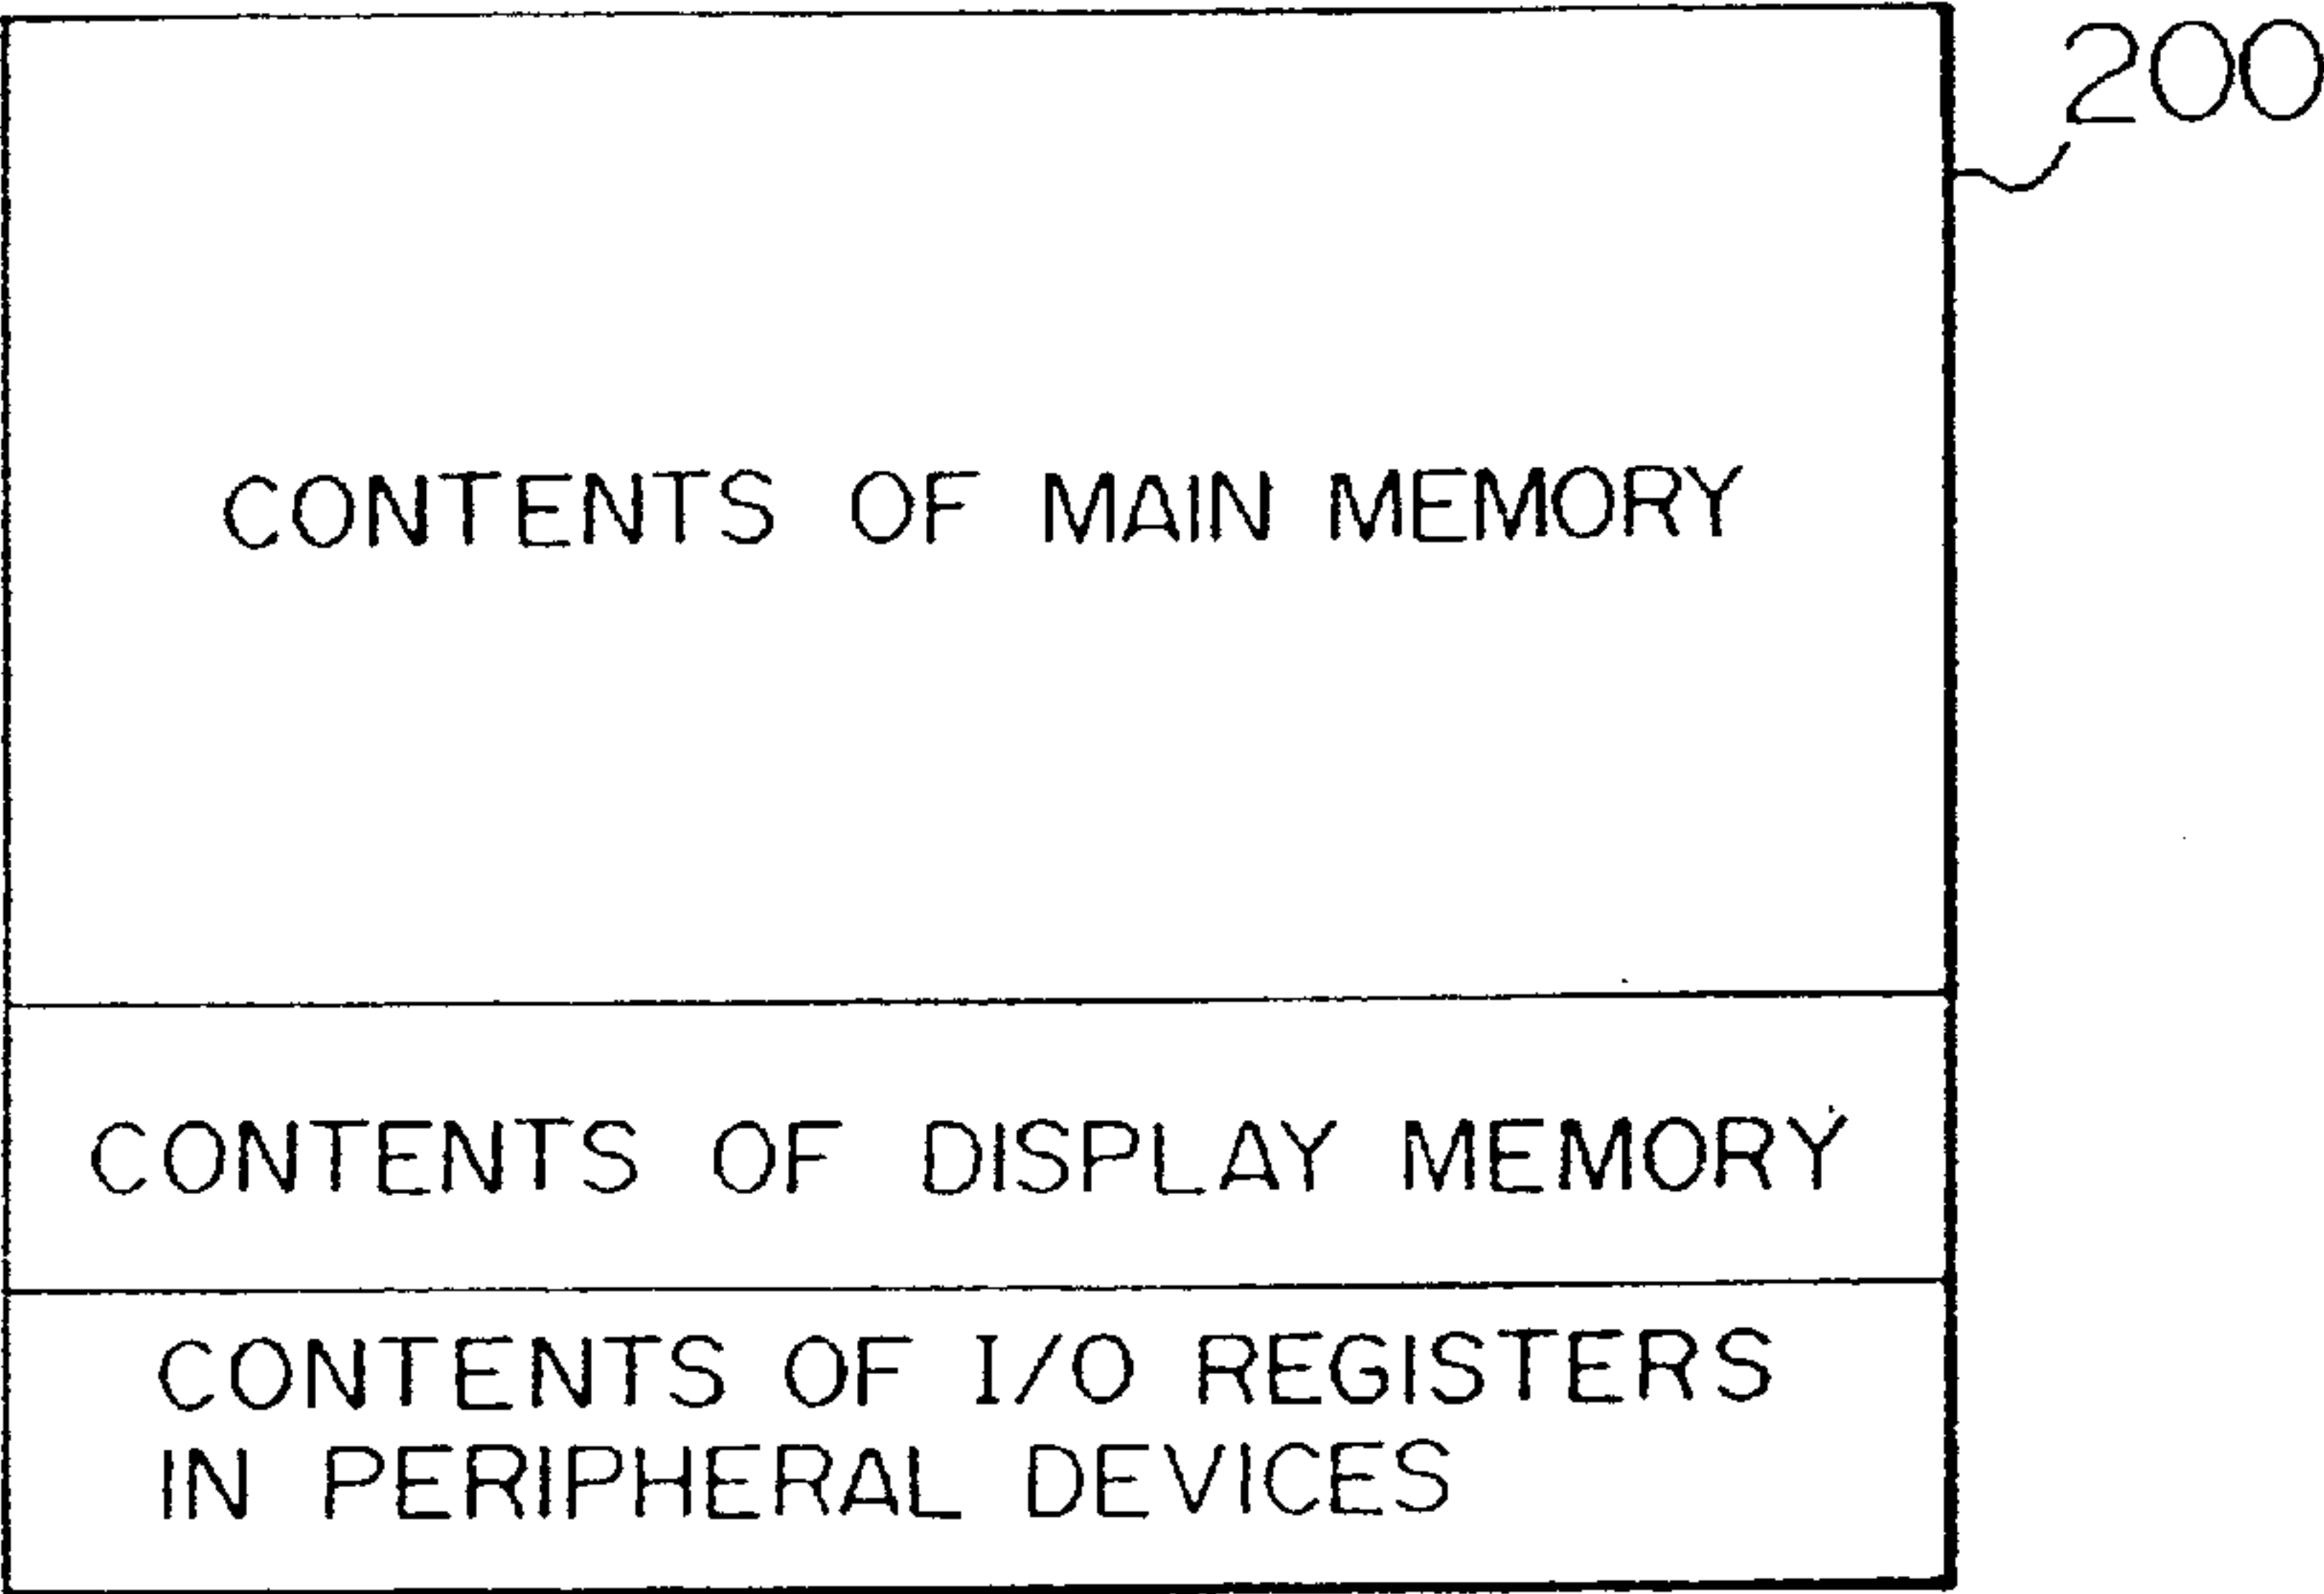 200
CONTENTS OF MAIN MEMORY
CONTENTS OF DISPLAY MEMORY
CONTENTS OF I/O REGISTERS
IN PERIPHERAL DEVICES